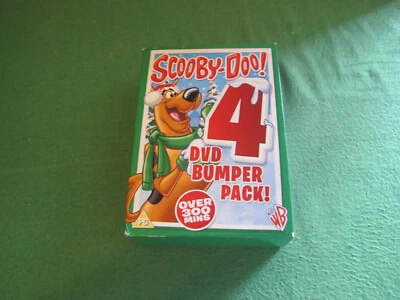 SCOOBY-DOO!
4
DVD
BUMPER
PACK!
OVER
300
MINS
PG
WB